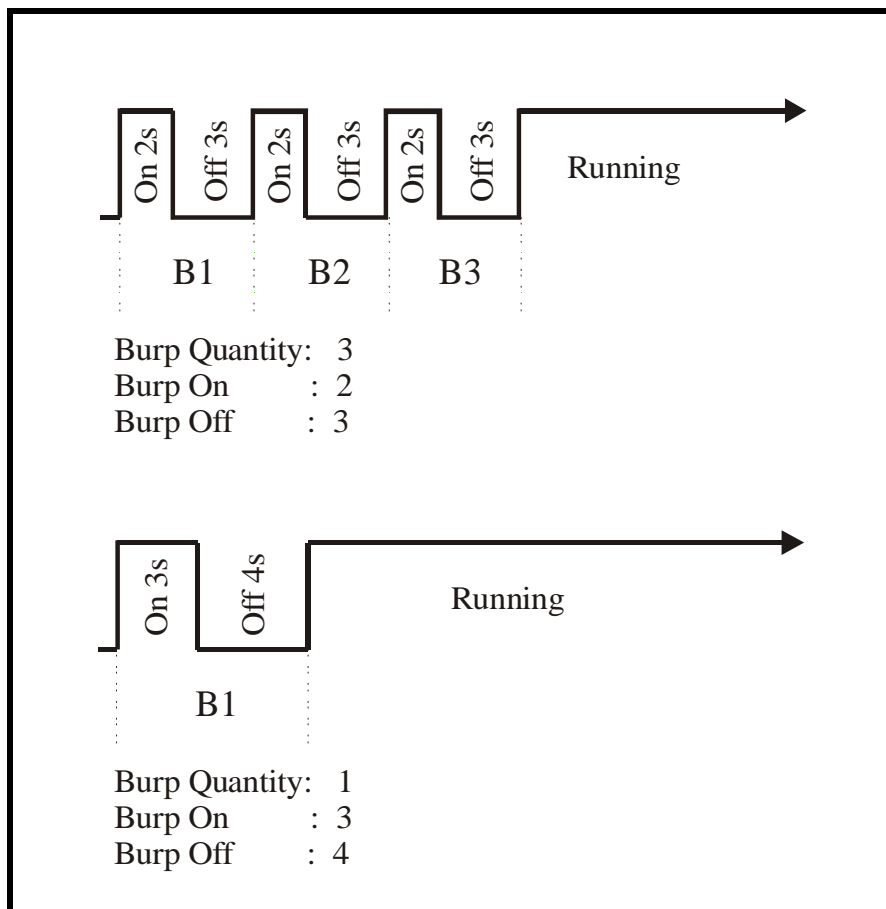 On 2s
Off 3s
On 2s
Off 3s
On 2s
Off 3s
Running
B1
B2
B3
Burp Quantity: 3
Burp On : 2
Burp Off : 3
On 3s
Off 4s
Running
B1
Burp Quantity: 1
Burp On : 3
Burp Off : 4